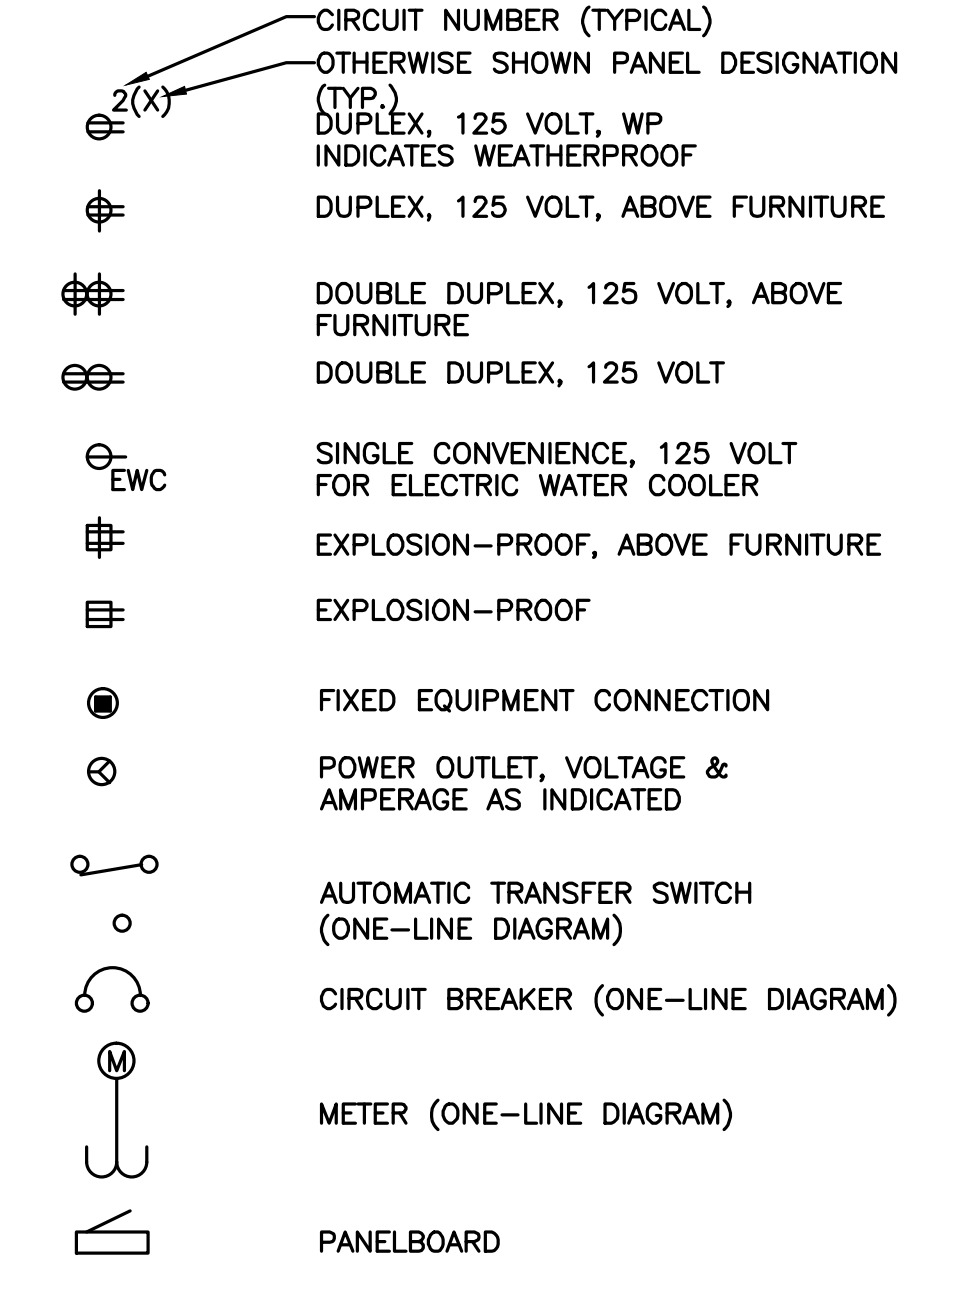 CIRCUIT NUMBER (TYPICAL)
OTHERWISE SHOWN PANEL DESIGNATION
(TYP.)
2(X)
DUPLEX, 125 VOLT, WP
INDICATES WEATHERPROOF
DUPLEX, 125 VOLT, ABOVE FURNITURE
DOUBLE DUPLEX, 125 VOLT, ABOVE
FURNITURE
DOUBLE DUPLEX, 125 VOLT
SINGLE CONVENIENCE, 125 VOLT
EWC
FOR ELECTRIC WATER COOLER
EXPLOSION-PROOF, ABOVE FURNITURE
EXPLOSION-PROOF
FIXED EQUIPMENT CONNECTION
POWER OUTLET, VOLTAGE &
AMPERAGE AS INDICATED
AUTOMATIC TRANSFER SWITCH
(ONE-LINE DIAGRAM)
CIRCUIT BREAKER (ONE-LINE DIAGRAM)
M
METER (ONE-LINE DIAGRAM)
PANELBOARD